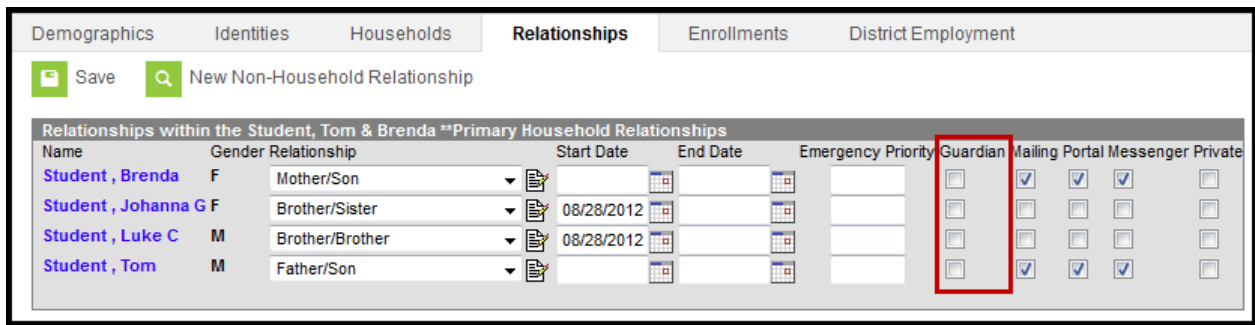 Demographics Identities Households Relationships Enrollments District Employment
Save New Non-Household Relationship
Relationships within the Student, Tom & Brenda **Primary Household Relationships
Name Gender Relationship Start Date End Date Emergency Priority Guardian Mailing Portal Messenger Private
Student , Brenda F Mother/Son
Student , Johanna G F Brother/Sister 08/28/2012
Student , Luke C M Brother/Brother 08/28/2012
Student , Tom M Father/Son